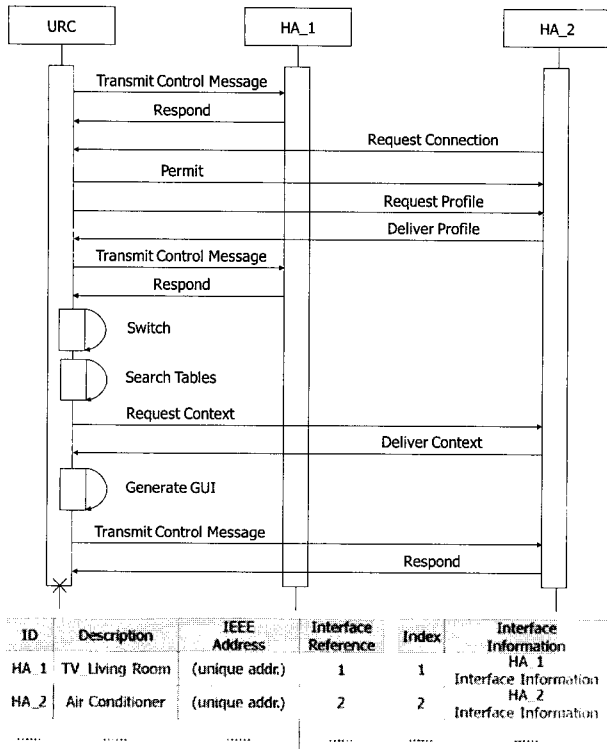 URC
HA_1
HA_2
Transmit Control Message
Respond
Request Connection
Permit
Request Profile
Deliver Profile
Transmit Control Message
Respond
Switch
Search Tables
Request Context
Deliver Context
Generate GUI
Transmit Control Message
Respond
ID Description IEEE Address Interface Reference Index Interface Information
HA_1 TV_Living Room (unique addr.) 1 1 HA_1 Interface Information
HA_2 Air Conditioner (unique addr.) 2 2 HA_2 Interface Information
...... ...... ...... ...... ...... ......